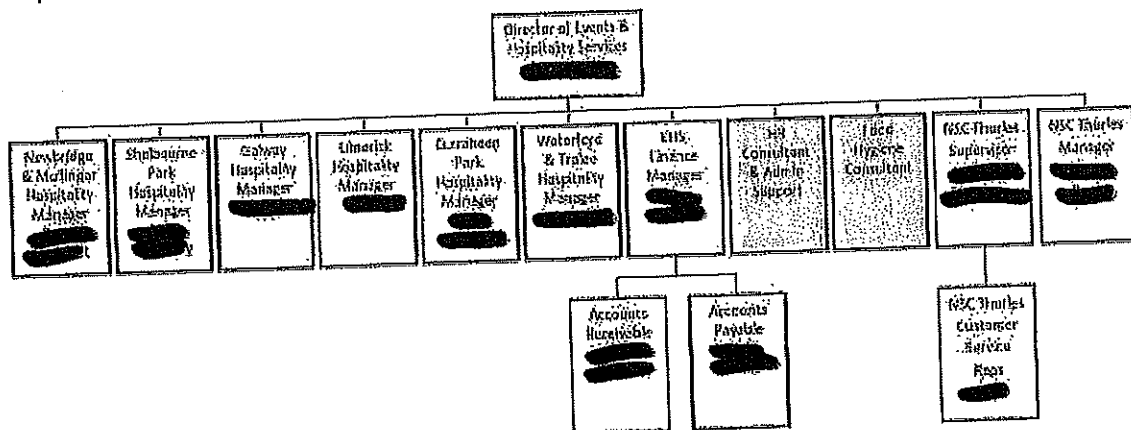 Director of Events &
Hospitality Services
Newbridge
& Mullingar
Hospitality
Manager
Shelbourne
Park
Hospitality
Manager
Galway
Hospitality
Manager
Limerick
Hospitality
Manager
Curraheen
Park
Hospitality
Manager
Waterford
& Tralee
Hospitality
Manager
Finance
Manager
HR
Consultant
& Admin
Support
Food
Hygiene
Consultant
NSC Thurles
Supervisor
NSC Thurles
Manager
Accounts
Receivable
Accounts
Payable
NSC Thurles
Customer
Service
Reps